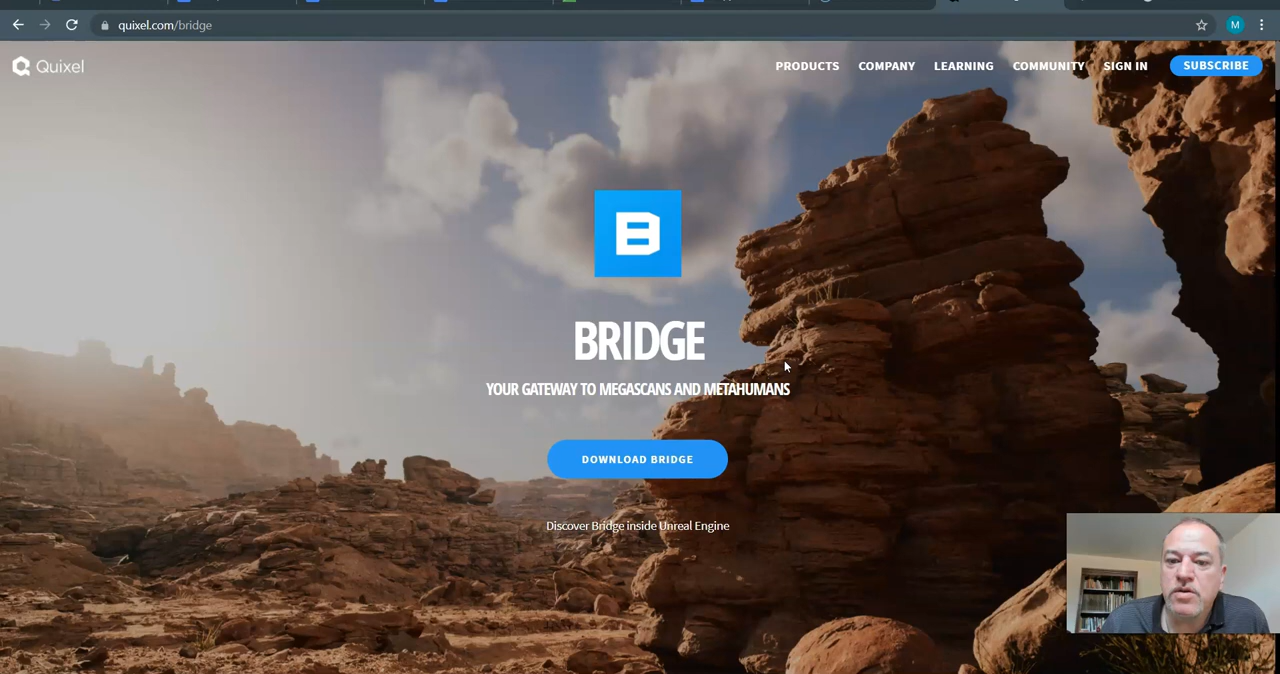 quixel.com/bridge
M
Quixel
PRODUCTS COMPANY LEARNING COMMUNITY SIGN IN SUBSCRIBE
B
BRIDGE
YOUR GATEWAY TO MEGASCANS AND METAHUMANS
DOWNLOAD BRIDGE
Discover Bridge inside Unreal Engine